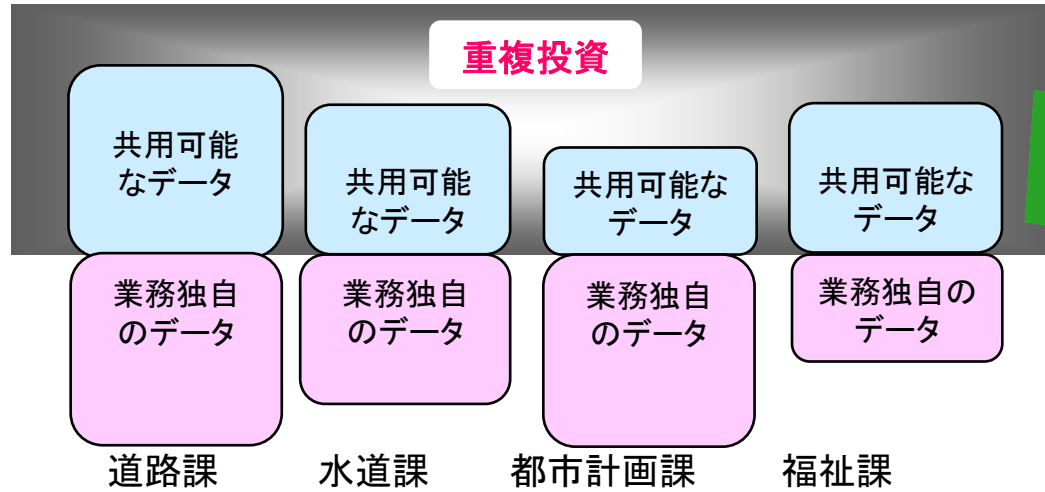 重複投資
共用可能
なデータ
共用可能
なデータ
共用可能な
データ
共用可能な
データ
業務独自
のデータ
業務独自
のデータ
業務独自
のデータ
業務独自の
データ
道路課
水道課
都市計画課
福祉課